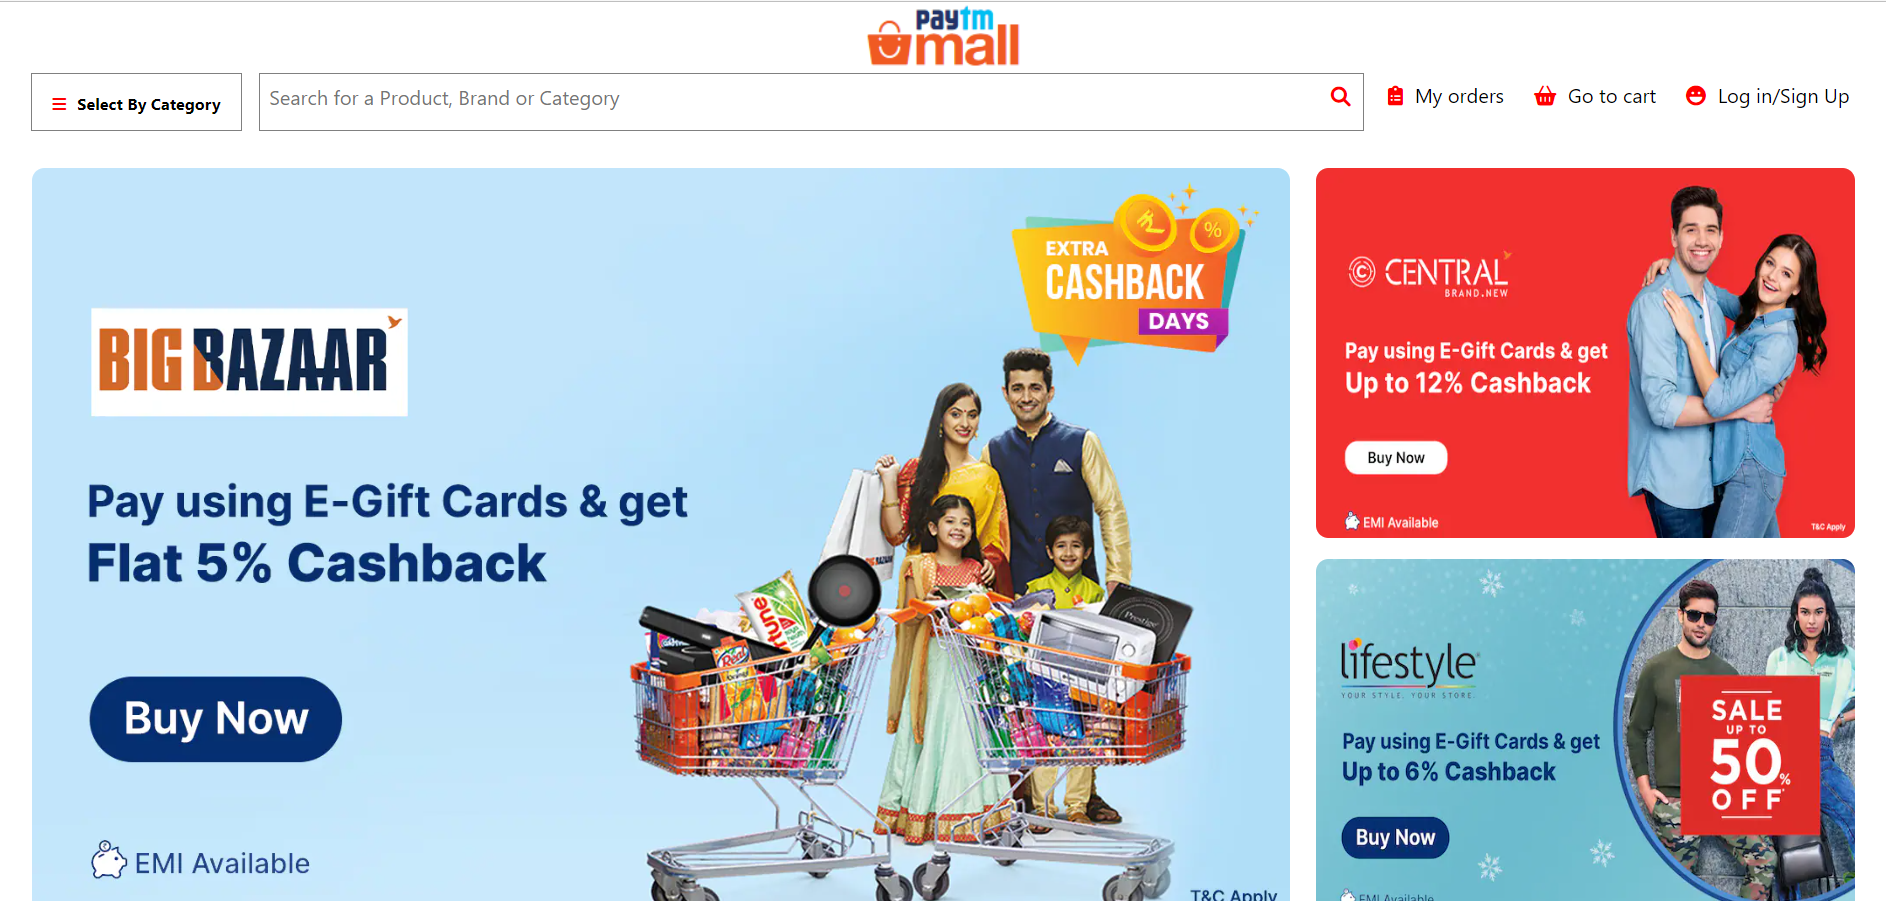 paytm
mall
Select By Category
Search for a Product, Brand or Category
My orders
Go to cart
Log in/Sign Up
BIG BAZAAR
Pay using E-Gift Cards & get
Flat 5% Cashback
Buy Now
EMI Available
EXTRA
CASHBACK
DAYS
₹
%
Real
Prestige
T&C Apply
CENTRAL
BRAND.NEW
Pay using E-Gift Cards & get
Up to 12% Cashback
Buy Now
EMI Available
T&C Apply
lifestyle
YOUR STYLE. YOUR STORE.
Pay using E-Gift Cards & get
Up to 6% Cashback
Buy Now
EMI Available
SALE
UP TO
50%
OFF*